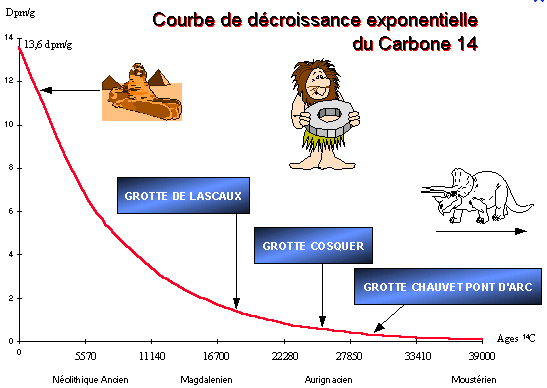 Dpm/g
Courbe de décroissance exponentielle
du Carbone 14
14
13,6 dpm/g
12
10
8
GROTTE DE LASCAUX
6
GROTTE COSQUER
4
GROTTE CHAUVET PONT D'ARC
2
0
Ages ¹⁴C
0 5570 11140 16700 22280 27850 33410 39000
Néolithique Ancien Magdalenien Aurignacien Moustérien